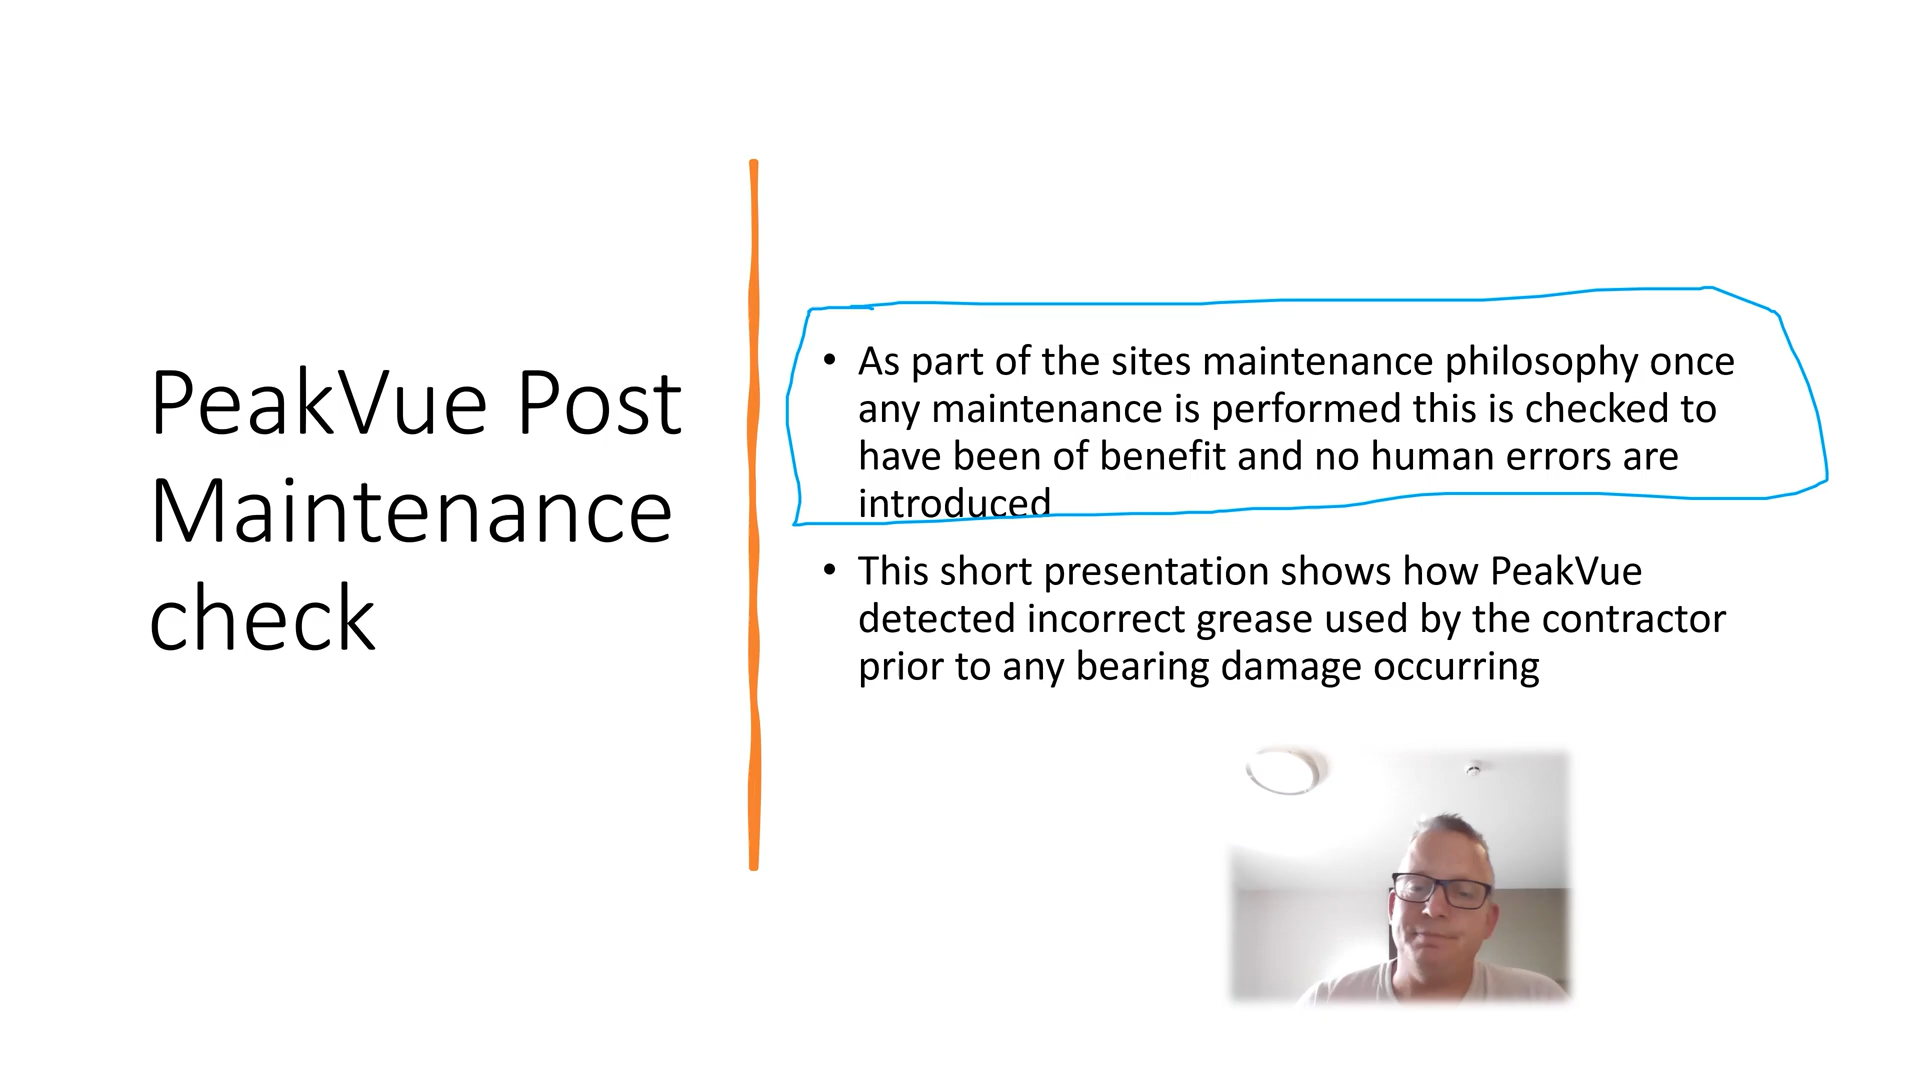 PeakVue Post
Maintenance
check
• As part of the sites maintenance philosophy once
any maintenance is performed this is checked to
have been of benefit and no human errors are
introduced
• This short presentation shows how PeakVue
detected incorrect grease used by the contractor
prior to any bearing damage occurring